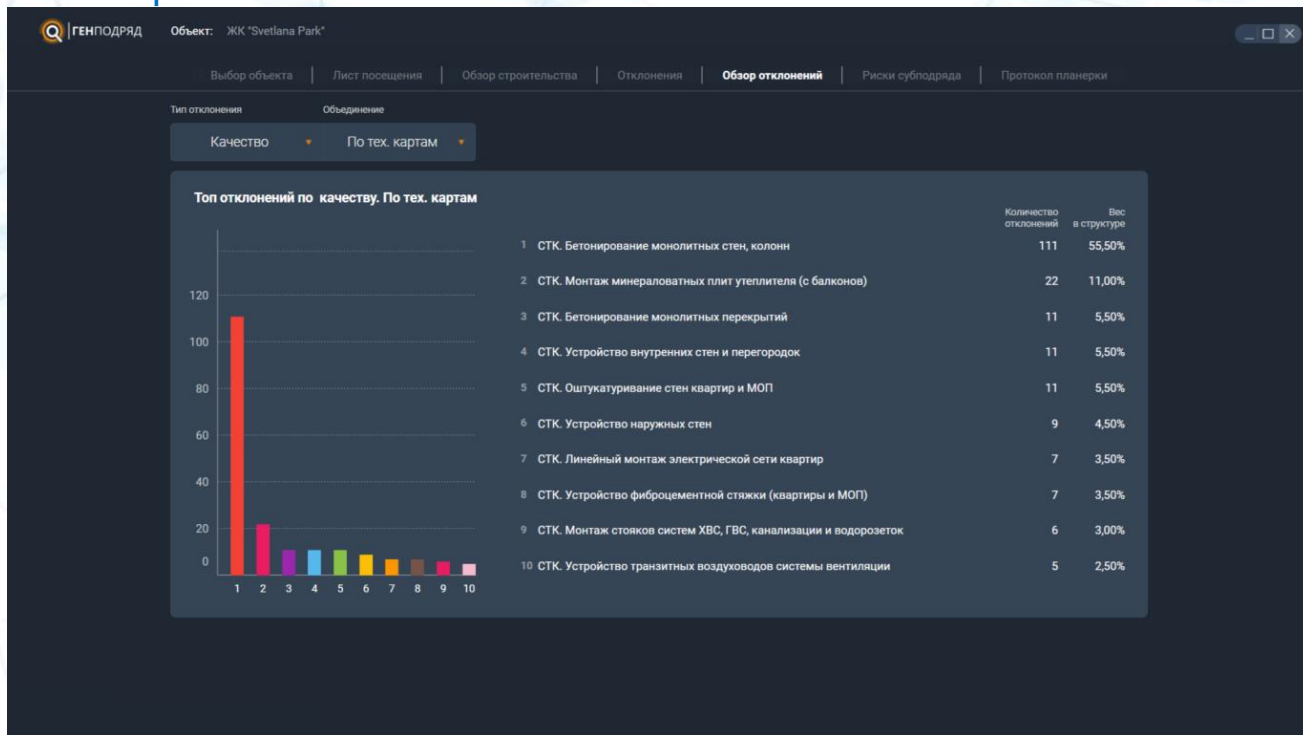 ГЕНПОДРЯД Объект: ЖК "Svetlana Park"
Выбор объекта Лист посещения Обзор строительства Отклонения Обзор отклонений Риски субподряда Протокол планерки
Тип отклонения Объединение
Качество По тех. картам
Топ отклонений по качеству. По тех. картам
Количество отклонений Вес в структуре
1 СТК. Бетонирование монолитных стен, колонн 111 55,50%
2 СТК. Монтаж минераловатных плит утеплителя (с балконов) 22 11,00%
3 СТК. Бетонирование монолитных перекрытий 11 5,50%
4 СТК. Устройство внутренних стен и перегородок 11 5,50%
5 СТК. Оштукатуривание стен квартир и МОП 11 5,50%
6 СТК. Устройство наружных стен 9 4,50%
7 СТК. Линейный монтаж электрической сети квартир 7 3,50%
8 СТК. Устройство фиброцементной стяжки (квартиры и МОП) 7 3,50%
9 СТК. Монтаж стояков систем ХВС, ГВС, канализации и водорозеток 6 3,00%
10 СТК. Устройство транзитных воздуховодов системы вентиляции 5 2,50%
120
100
80
60
40
20
0
1 2 3 4 5 6 7 8 9 10